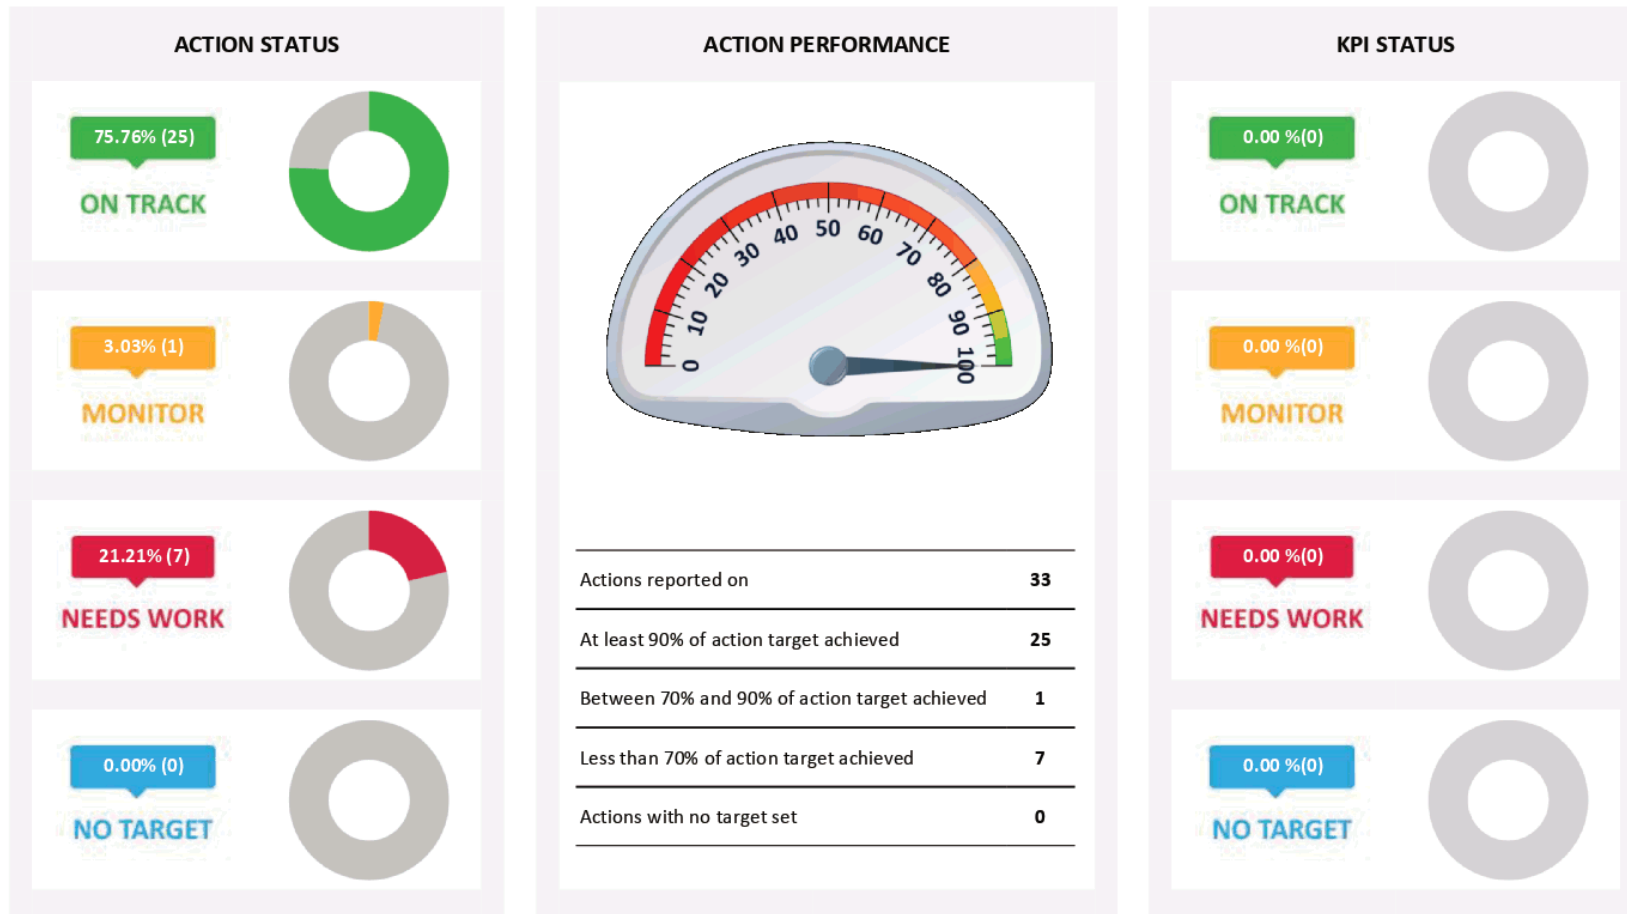 ACTION STATUS
75.76% (25)
ON TRACK
3.03% (1)
MONITOR
21.21% (7)
NEEDS WORK
0.00% (0)
NO TARGET
ACTION PERFORMANCE
0
10
20
30
40
50
60
70
80
90
100
Actions reported on 33
At least 90% of action target achieved 25
Between 70% and 90% of action target achieved 1
Less than 70% of action target achieved 7
Actions with no target set 0
KPI STATUS
0.00 %(0)
ON TRACK
0.00 %(0)
MONITOR
0.00 %(0)
NEEDS WORK
0.00 %(0)
NO TARGET